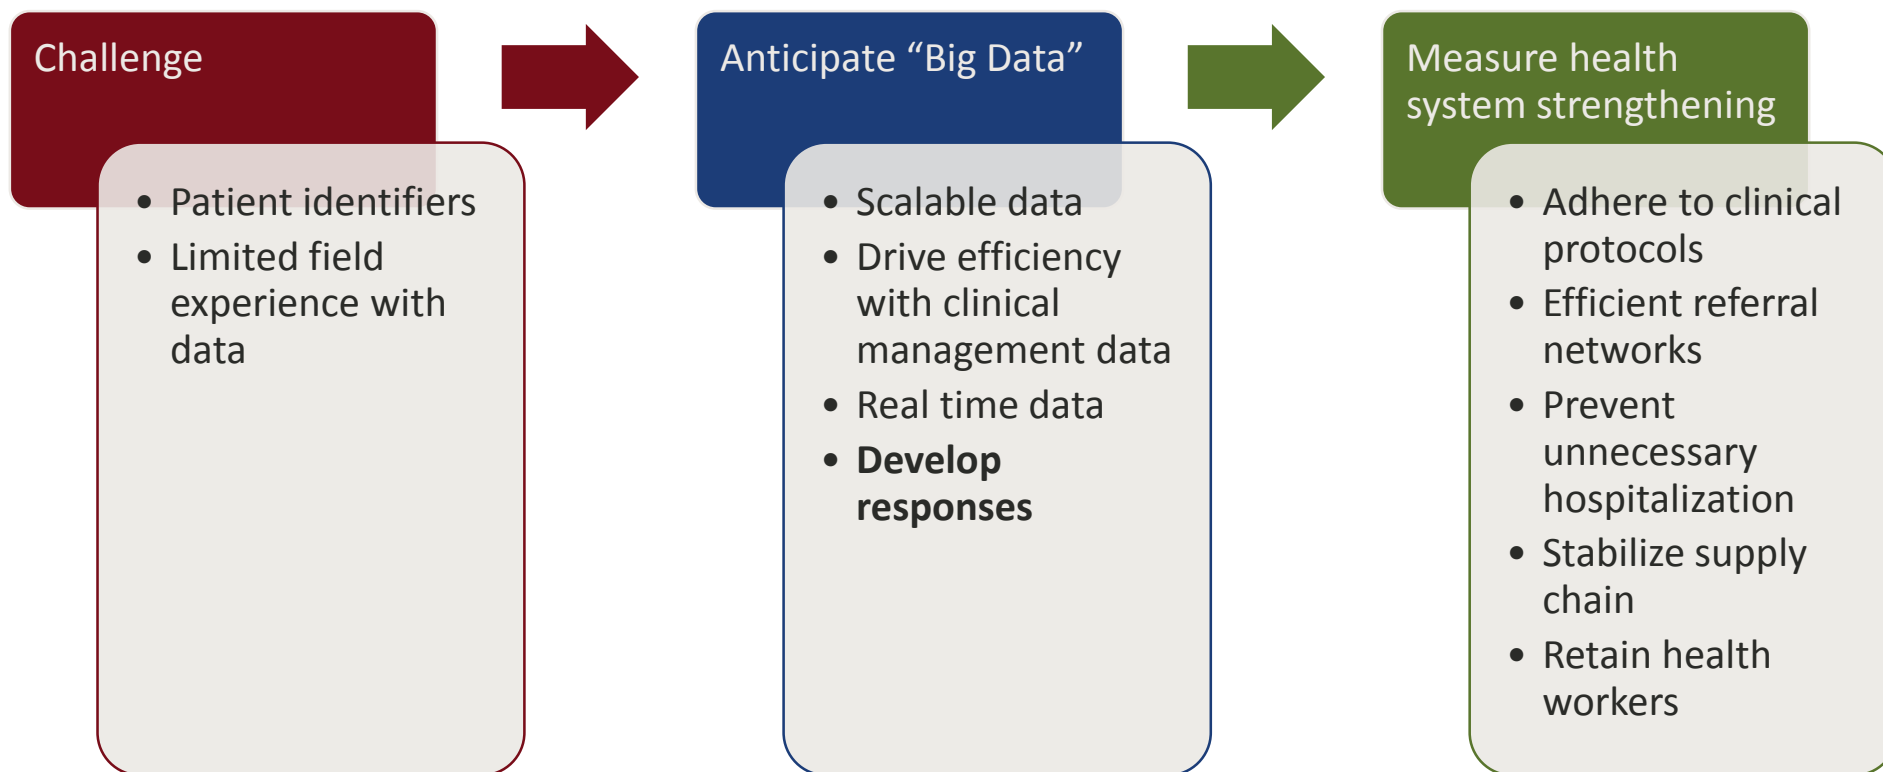 Challenge
• Patient identifiers
• Limited field
experience with
data
Anticipate “Big Data”
• Scalable data
• Drive efficiency
with clinical
management data
• Real time data
• Develop
responses
Measure health
system strengthening
• Adhere to clinical
protocols
• Efficient referral
networks
• Prevent
unnecessary
hospitalization
• Stabilize supply
chain
• Retain health
workers